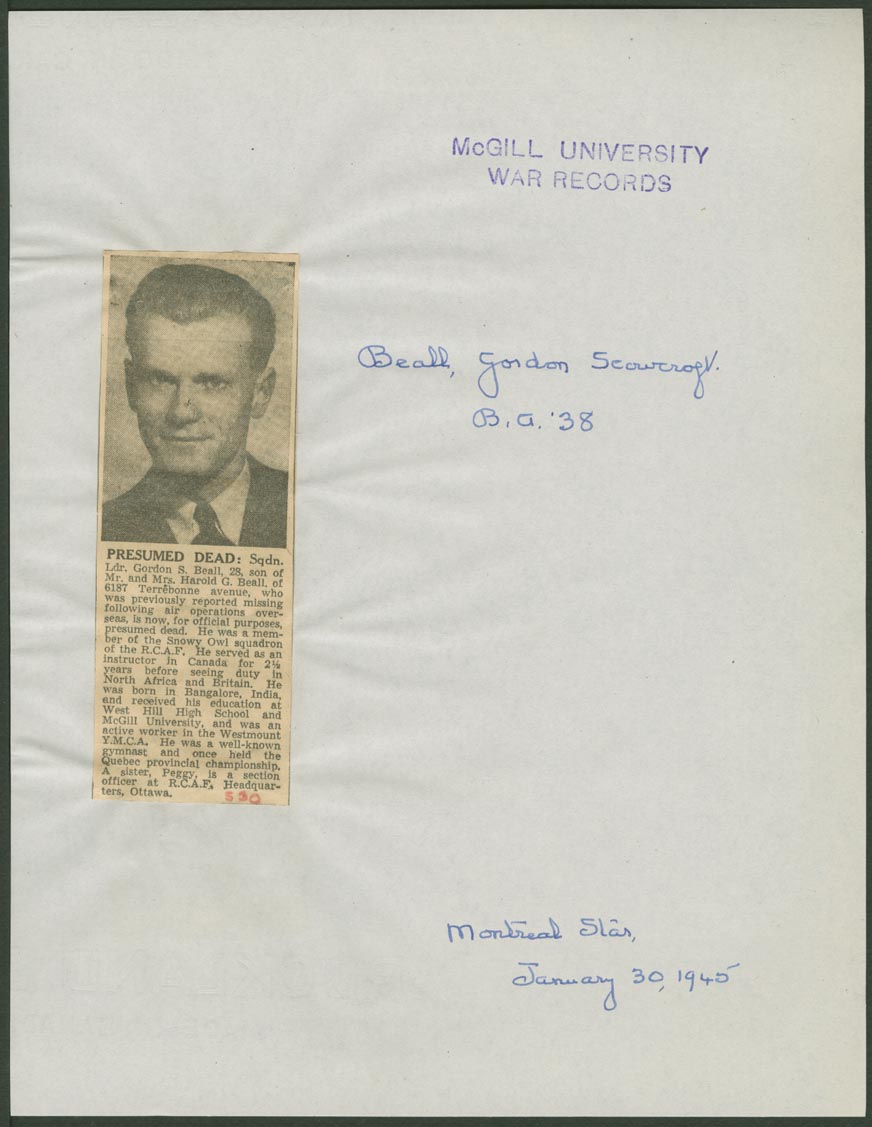 McGILL UNIVERSITY
WAR RECORDS
Beall, Gordon Scowcroft.
B.A. '38
PRESUMED DEAD: Sqdn.
Ldr. Gordon S. Beall, 28, son of
Mr. and Mrs. Harold G. Beall, of
6187 Terrebonne avenue, who
was previously reported missing
following air operations over-
seas, is now, for official purposes,
presumed dead. He was a mem-
ber of the Snowy Owl squadron
of the R.C.A.F. He served as an
instructor in Canada for 2½
years before seeing duty in
North Africa and Britain. He
was born in Bangalore, India,
and received his education at
West Hill High School and
McGill University, and was an
active worker in the Westmount
Y.M.C.A. He was a well-known
gymnast and once held the
Quebec provincial championship.
A sister, Peggy, is a section
officer at R.C.A.F. Headquar-
ters, Ottawa.
530
Montreal Star,
January 30, 1945